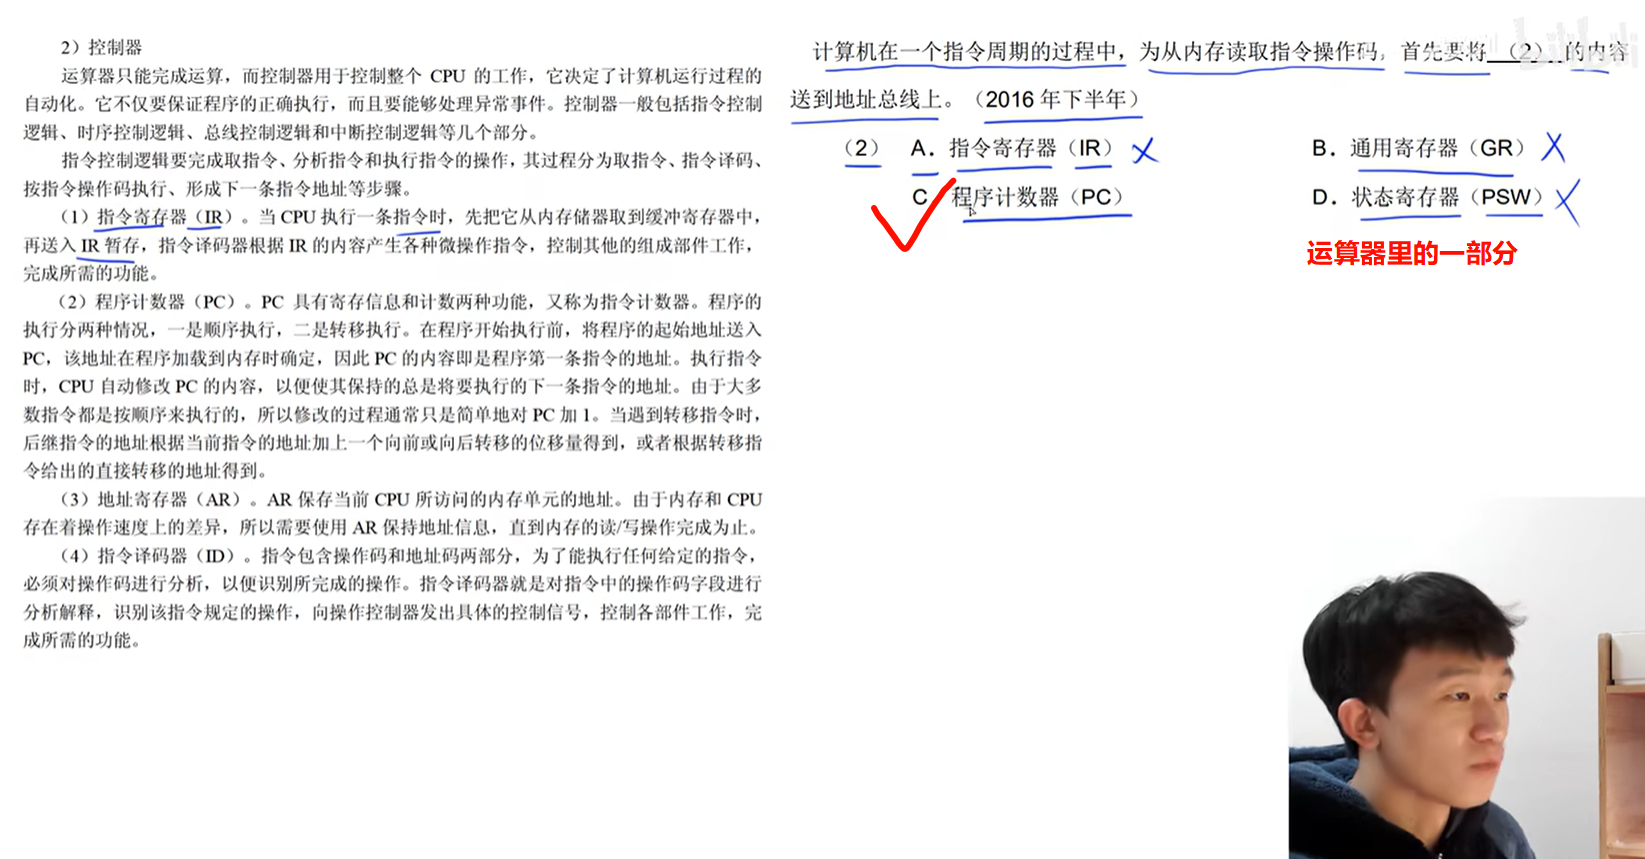 2）控制器
运算器只能完成运算，而控制器用于控制整个 CPU 的工作，它决定了计算机运行过程的
自动化。它不仅要保证程序的正确执行，而且要能够处理异常事件。控制器一般包括指令控制
逻辑、时序控制逻辑、总线控制逻辑和中断控制逻辑等几个部分。
指令控制逻辑要完成取指令、分析指令和执行指令的操作，其过程分为取指令、指令译码、
按指令操作码执行、形成下一条指令地址等步骤。
（1）指令寄存器（IR）。当 CPU 执行一条指令时，先把它从内存储器取到缓冲寄存器中，
再送入 IR 暂存，指令译码器根据 IR 的内容产生各种微操作指令，控制其他的组成部件工作，
完成所需的功能。
（2）程序计数器（PC）。PC 具有寄存信息和计数两种功能，又称为指令计数器。程序的
执行分两种情况，一是顺序执行，二是转移执行。在程序开始执行前，将程序的起始地址送入
PC，该地址在程序加载到内存时确定，因此 PC 的内容即是程序第一条指令的地址。执行指令
时，CPU 自动修改 PC 的内容，以便使其保持的总是将要执行的下一条指令的地址。由于大多
数指令都是按顺序来执行的，所以修改的过程通常只是简单地对 PC 加 1。当遇到转移指令时，
后继指令的地址根据当前指令的地址加上一个向前或向后转移的位移量得到，或者根据转移指
令给出的直接转移的地址得到。
（3）地址寄存器（AR）。AR 保存当前 CPU 所访问的内存单元的地址。由于内存和 CPU
存在着操作速度上的差异，所以需要使用 AR 保持地址信息，直到内存的读/写操作完成为止。
（4）指令译码器（ID）。指令包含操作码和地址码两部分，为了能执行任何给定的指令，
必须对操作码进行分析，以便识别所完成的操作。指令译码器就是对指令中的操作码字段进行
分析解释，识别该指令规定的操作，向操作控制器发出具体的控制信号，控制各部件工作，完
成所需的功能。
计算机在一个指令周期的过程中，为从内存读取指令操作码，首先要将 （2） 的内容
送到地址总线上。（2016 年下半年）
（2） A．指令寄存器（IR） B．通用寄存器（GR）
C 程序计数器（PC） D．状态寄存器（PSW）
运算器里的一部分
bilibili